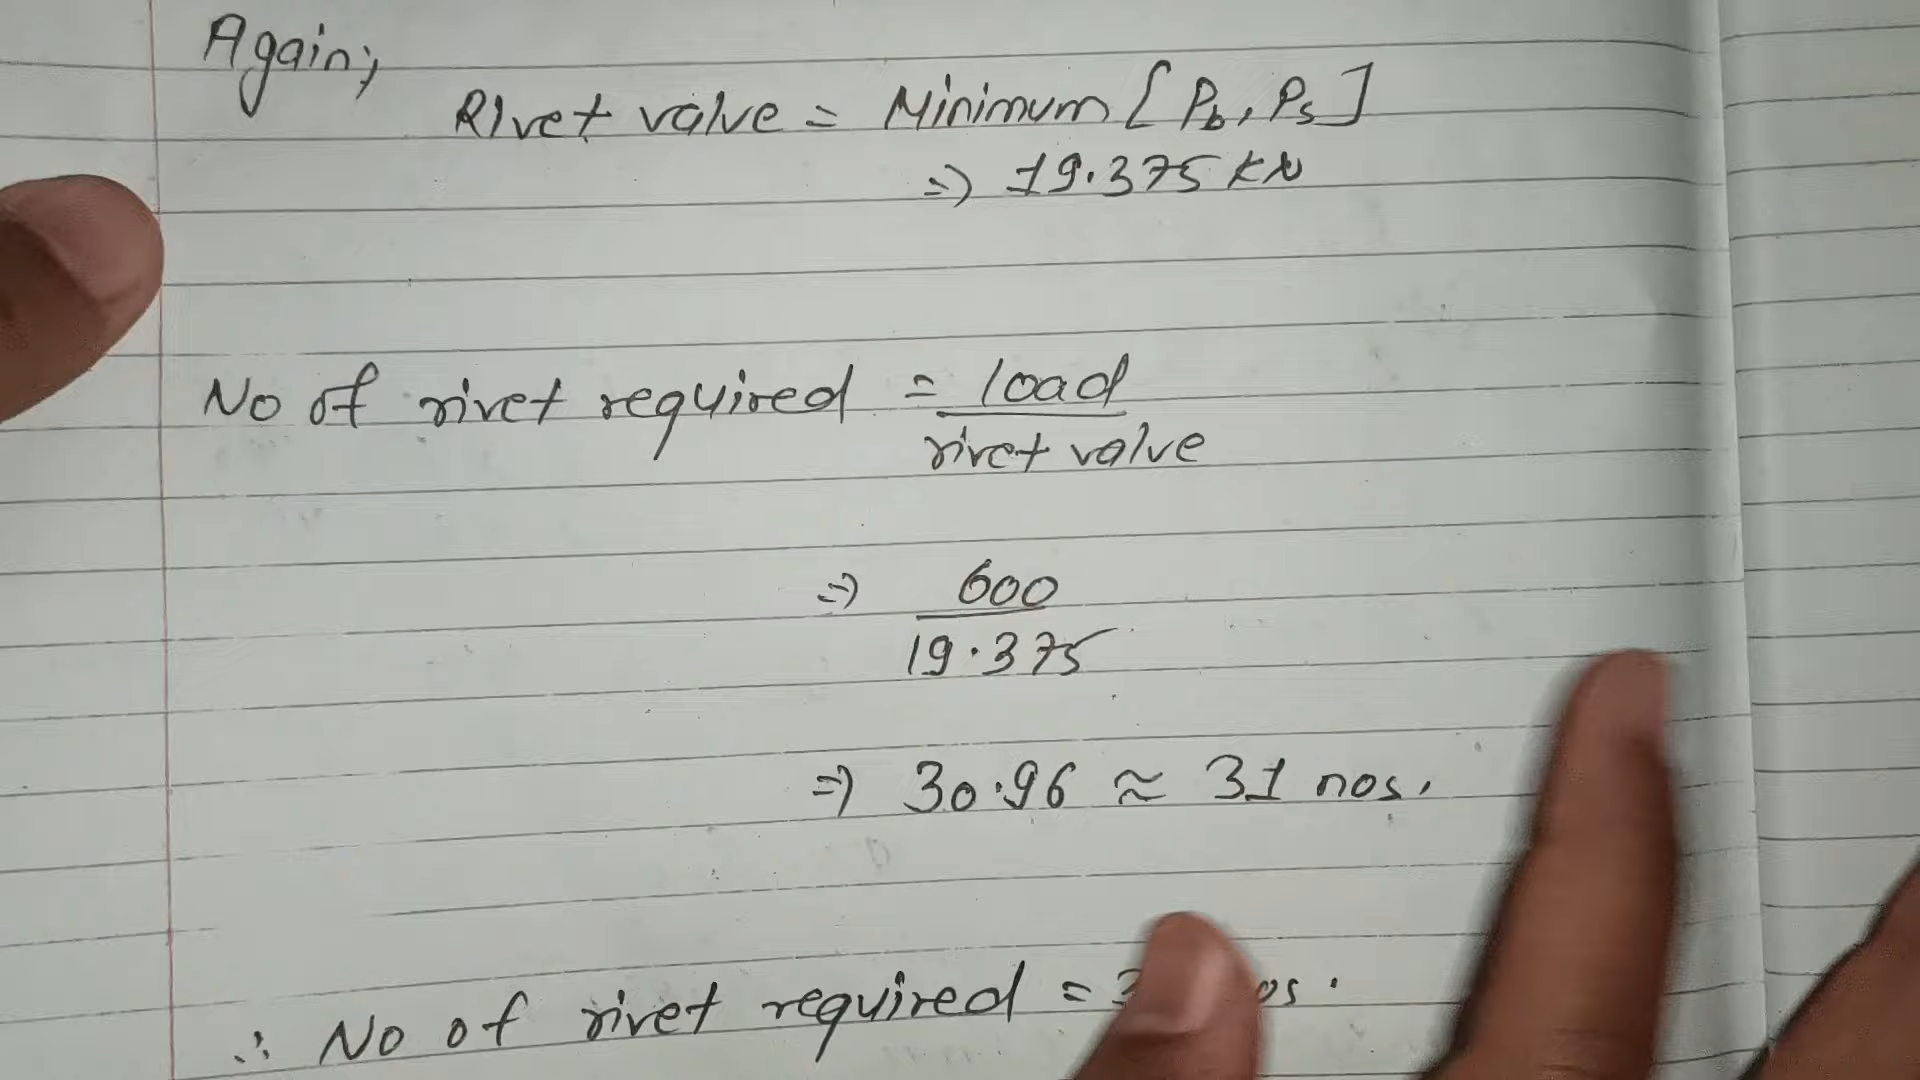 Again;
Rivet value = Minimum [Pb, Ps]
=> 19.375 kN
No of rivet required = load
rivet value
=> 600
19.375
=> 30.96 ≈ 31 nos.
∴ No of rivet required =